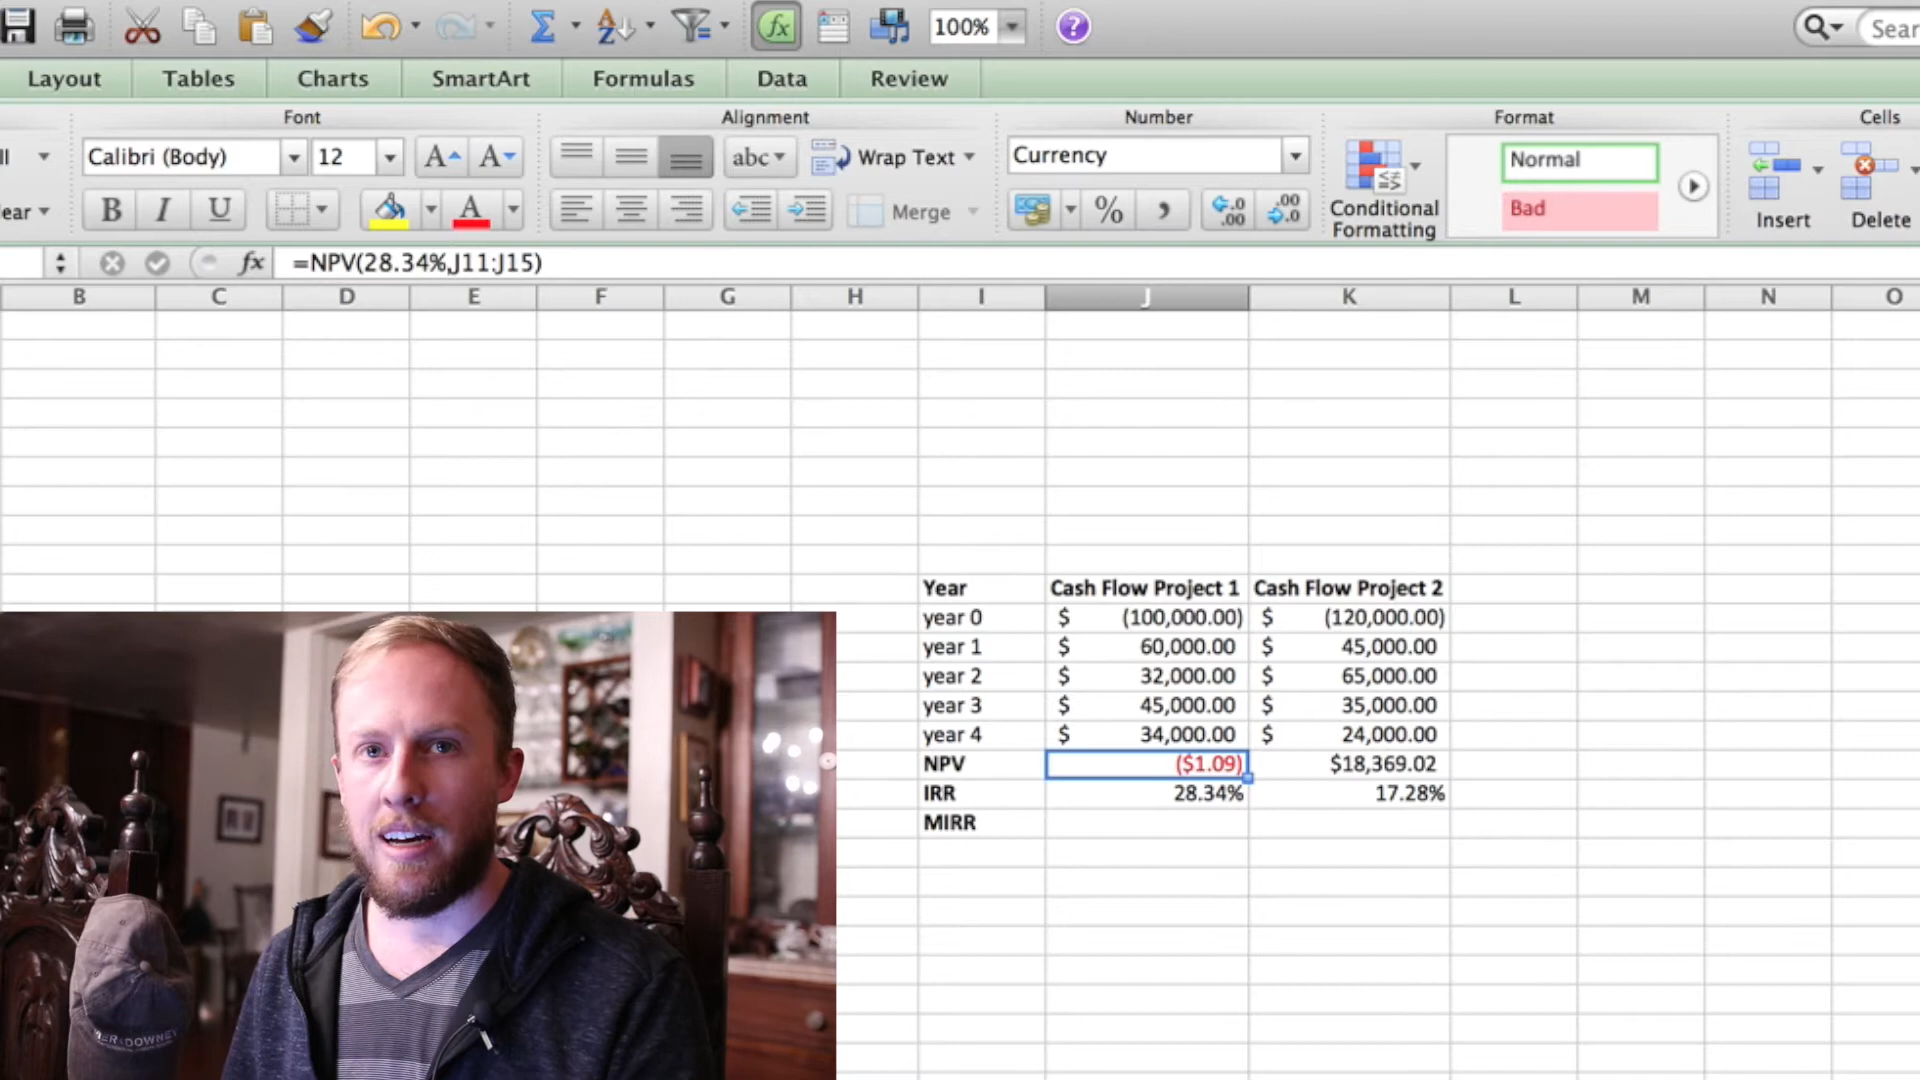 100%
Sear
Layout
Tables
Charts
SmartArt
Formulas
Data
Review
Font
Alignment
Number
Format
Cells
Calibri (Body)
12
abc
Wrap Text
Currency
Normal
Bad
B I U
Merge
%
Conditional
Formatting
Insert
Delete
fx =NPV(28.34%,J11:J15)
B C D E F G H I J K L M N O
Year Cash Flow Project 1 Cash Flow Project 2
year 0 $ (100,000.00) $ (120,000.00)
year 1 $ 60,000.00 $ 45,000.00
year 2 $ 32,000.00 $ 65,000.00
year 3 $ 45,000.00 $ 35,000.00
year 4 $ 34,000.00 $ 24,000.00
NPV ($1.09) $18,369.02
IRR 28.34% 17.28%
MIRR